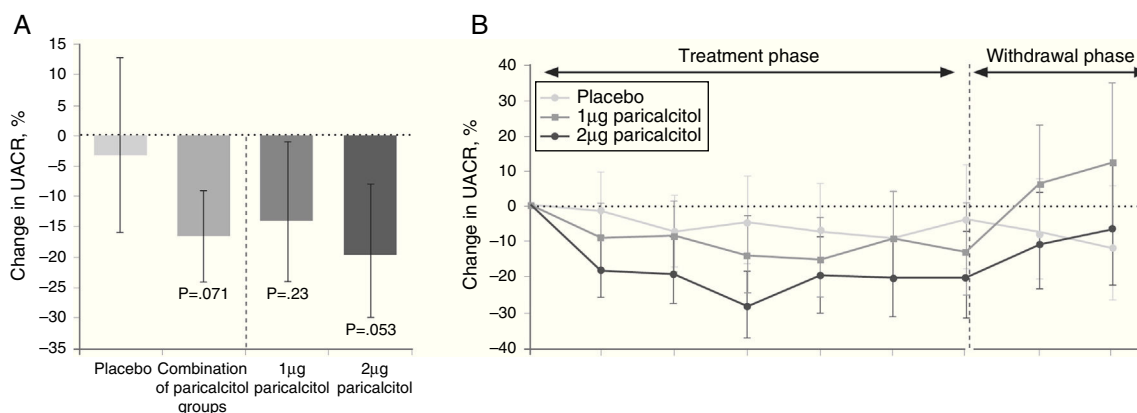 A
15
10
5
0
–5
–10
–15
–20
–25
–30
–35
Change in UACR, %
P=.071
P=.23
P=.053
Placebo
Combination of paricalcitol groups
1µg paricalcitol
2µg paricalcitol
B
40
30
20
10
0
–10
–20
–30
–40
Change in UACR, %
Treatment phase
Withdrawal phase
Placebo
1µg paricalcitol
2µg paricalcitol